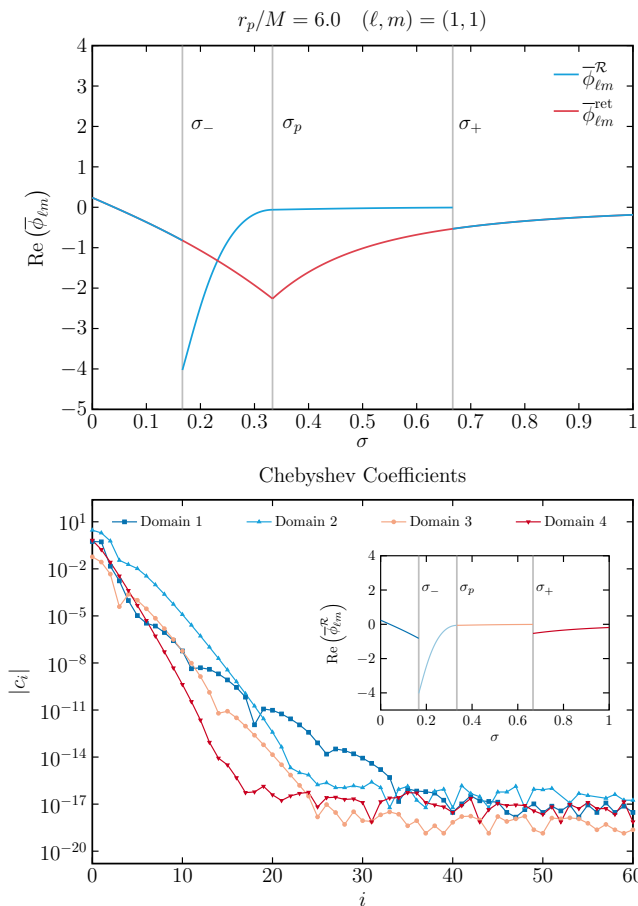 r_p/M = 6.0 (ℓ, m) = (1, 1)
4
3
2
1
0
−1
−2
−3
−4
−5
Re(ϕ̅_ℓm)
σ₋
σ_p
σ₊
ϕ̅^ℛ_ℓm
ϕ̅^ret_ℓm
0 0.1 0.2 0.3 0.4 0.5 0.6 0.7 0.8 0.9 1
σ
Chebyshev Coefficients
Domain 1 Domain 2 Domain 3 Domain 4
10^1
10^−2
10^−5
10^−8
10^−11
10^−14
10^−17
10^−20
|c_i|
4
2
0
−2
−4
Re(ϕ̅^ℛ_ℓm)
σ₋ σ_p σ₊
0 0.2 0.4 0.6 0.8 1
σ
0 10 20 30 40 50 60
i